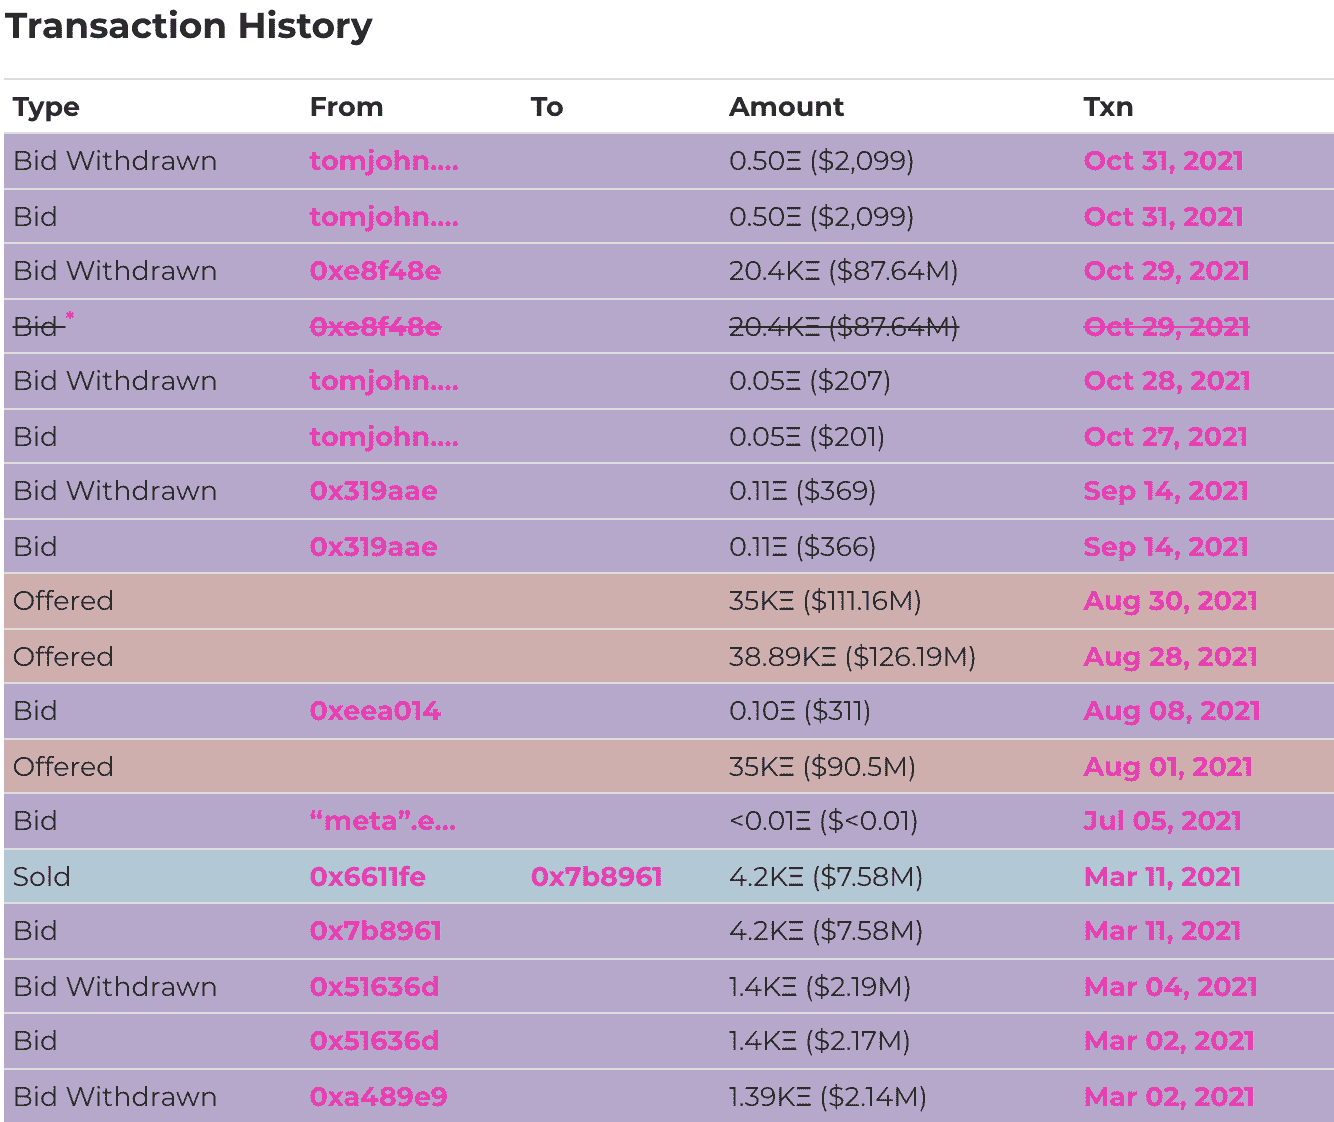 Transaction History
Type From To Amount Txn
Bid Withdrawn tomjohn.... 0.50Ξ ($2,099) Oct 31, 2021
Bid tomjohn.... 0.50Ξ ($2,099) Oct 31, 2021
Bid Withdrawn 0xe8f48e 20.4KΞ ($87.64M) Oct 29, 2021
Bid * 0xe8f48e 20.4KΞ ($87.64M) Oct 29, 2021
Bid Withdrawn tomjohn.... 0.05Ξ ($207) Oct 28, 2021
Bid tomjohn.... 0.05Ξ ($201) Oct 27, 2021
Bid Withdrawn 0x319aae 0.11Ξ ($369) Sep 14, 2021
Bid 0x319aae 0.11Ξ ($366) Sep 14, 2021
Offered 35KΞ ($111.16M) Aug 30, 2021
Offered 38.89KΞ ($126.19M) Aug 28, 2021
Bid 0xeea014 0.10Ξ ($311) Aug 08, 2021
Offered 35KΞ ($90.5M) Aug 01, 2021
Bid “meta”.e... <0.01Ξ ($<0.01) Jul 05, 2021
Sold 0x6611fe 0x7b8961 4.2KΞ ($7.58M) Mar 11, 2021
Bid 0x7b8961 4.2KΞ ($7.58M) Mar 11, 2021
Bid Withdrawn 0x51636d 1.4KΞ ($2.19M) Mar 04, 2021
Bid 0x51636d 1.4KΞ ($2.17M) Mar 02, 2021
Bid Withdrawn 0xa489e9 1.39KΞ ($2.14M) Mar 02, 2021